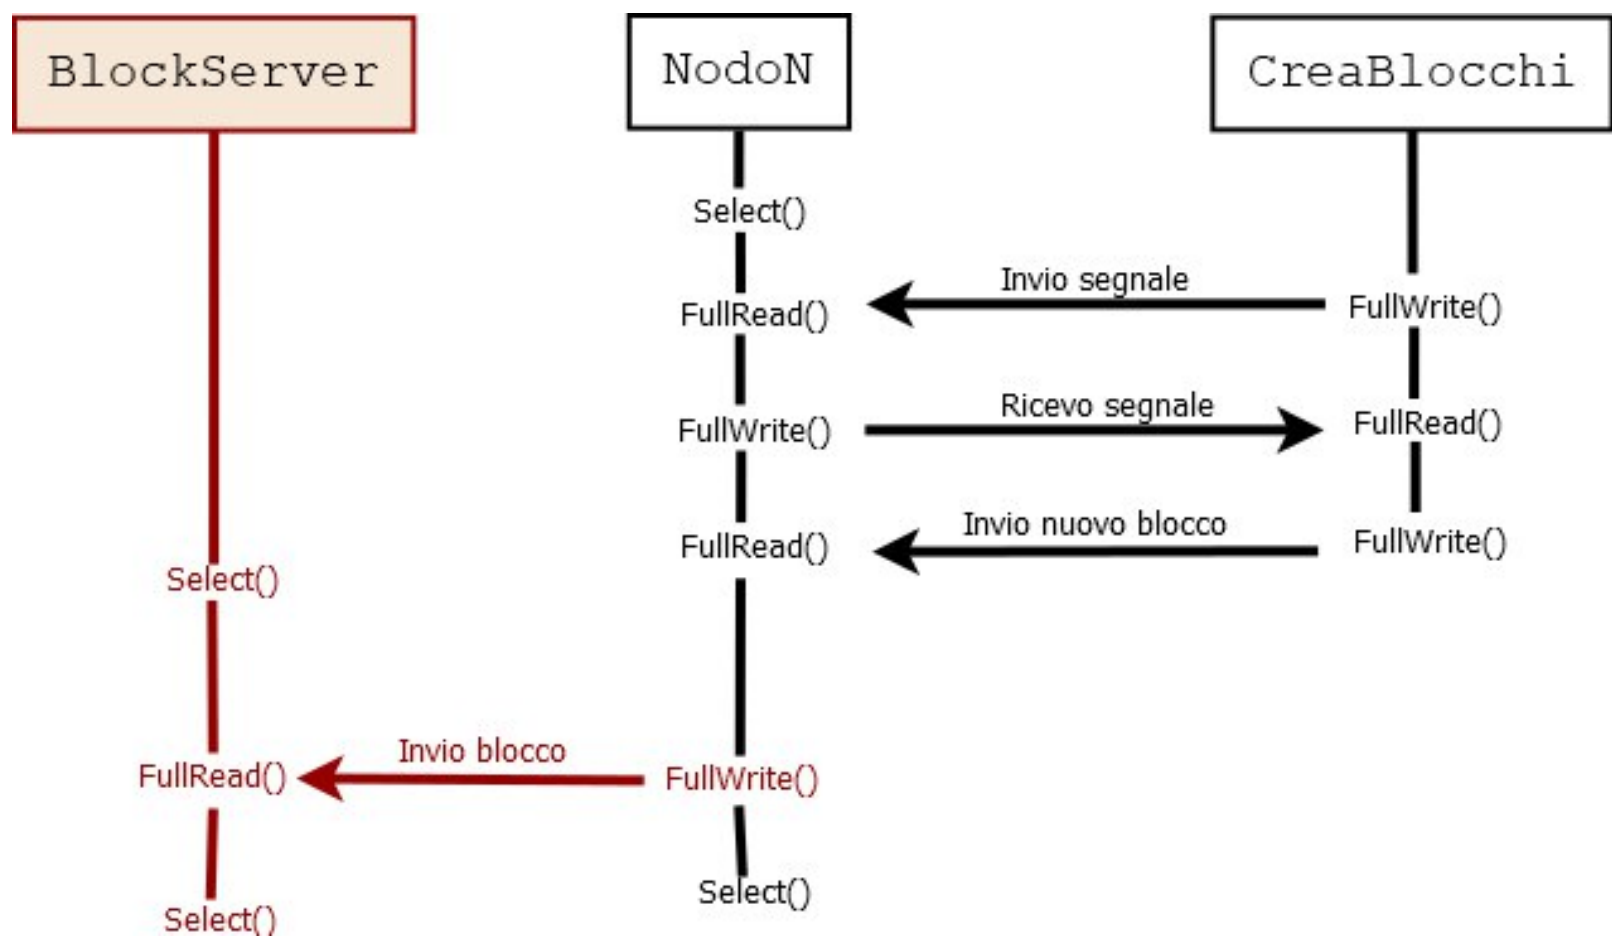 BlockServer
NodoN
CreaBlocchi
Select()
Invio segnale
FullRead()
FullWrite()
Ricevo segnale
FullWrite()
FullRead()
Invio nuovo blocco
FullRead()
FullWrite()
Select()
Invio blocco
FullRead()
FullWrite()
Select()
Select()